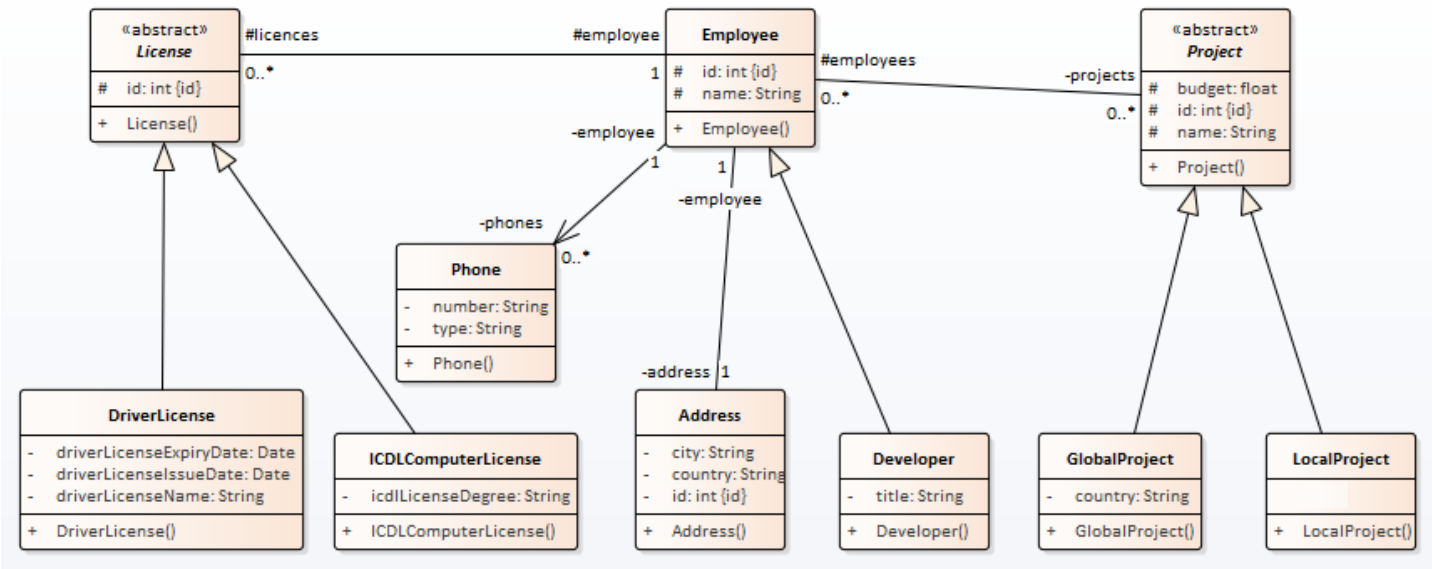 «abstract»
License
# id: int {id}
+ License()
#licences
0..*
#employee
1
Employee
# id: int {id}
# name: String
+ Employee()
#employees
0..*
-projects
0..*
«abstract»
Project
# budget: float
# id: int {id}
# name: String
+ Project()
-employee
1
-phones
0..*
1
-employee
-address
1
Phone
- number: String
- type: String
+ Phone()
DriverLicense
- driverLicenseExpiryDate: Date
- driverLicenseIssueDate: Date
- driverLicenseName: String
+ DriverLicense()
ICDLComputerLicense
- icdlLicenseDegree: String
+ ICDLComputerLicense()
Address
- city: String
- country: String
- id: int {id}
+ Address()
Developer
- title: String
+ Developer()
GlobalProject
- country: String
+ GlobalProject()
LocalProject
+ LocalProject()